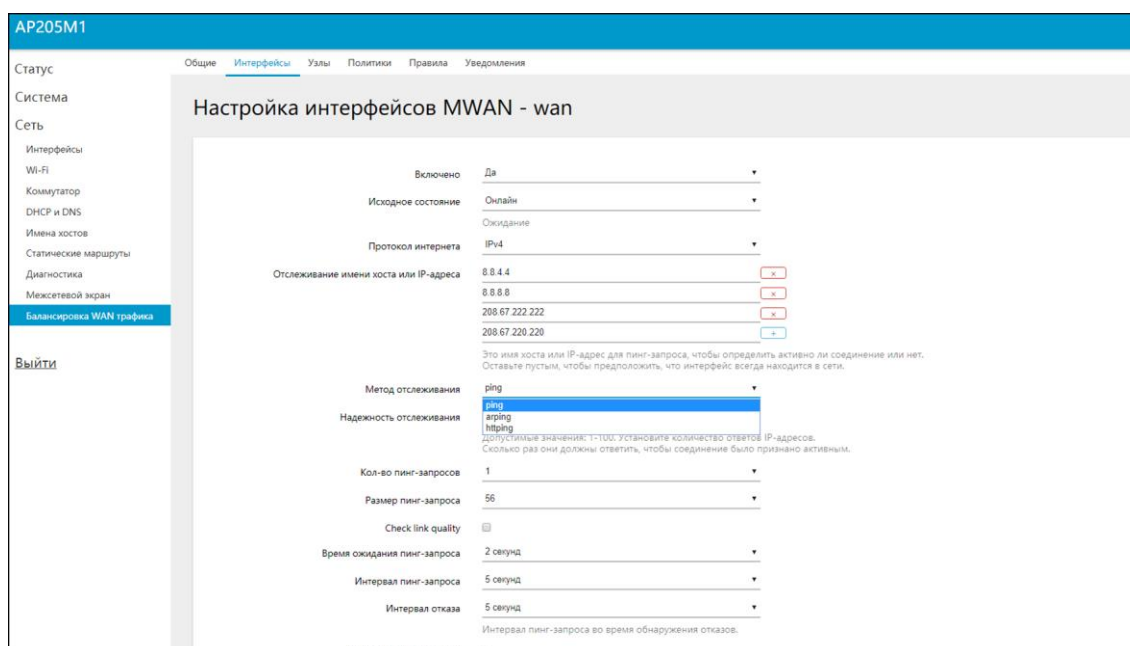 AP205M1
Статус
Система
Сеть
Интерфейсы
Wi-Fi
Коммутатор
DHCP и DNS
Имена хостов
Статические маршруты
Диагностика
Межсетевой экран
Балансировка WAN трафика
Выйти
Общие Интерфейсы Узлы Политики Правила Уведомления
Настройка интерфейсов MWAN - wan
Включено Да
Исходное состояние Онлайн
Ожидание
Протокол интернета IPv4
Отслеживание имени хоста или IP-адреса 8.8.4.4
8.8.8.8
208.67.222.222
208.67.220.220
Это имя хоста или IP-адрес для пинг-запроса, чтобы определить активно ли соединение или нет.
Оставьте пустым, чтобы предположить, что интерфейс всегда находится в сети.
Метод отслеживания ping
ping
Надежность отслеживания arping
httping
Допустимые значения: 1-100. Установите количество ответов IP-адресов.
Сколько раз они должны ответить, чтобы соединение было признано активным.
Кол-во пинг-запросов 1
Размер пинг-запроса 56
Check link quality
Время ожидания пинг-запроса 2 секунд
Интервал пинг-запроса 5 секунд
Интервал отказа 5 секунд
Интервал пинг-запроса во время обнаружения отказов.